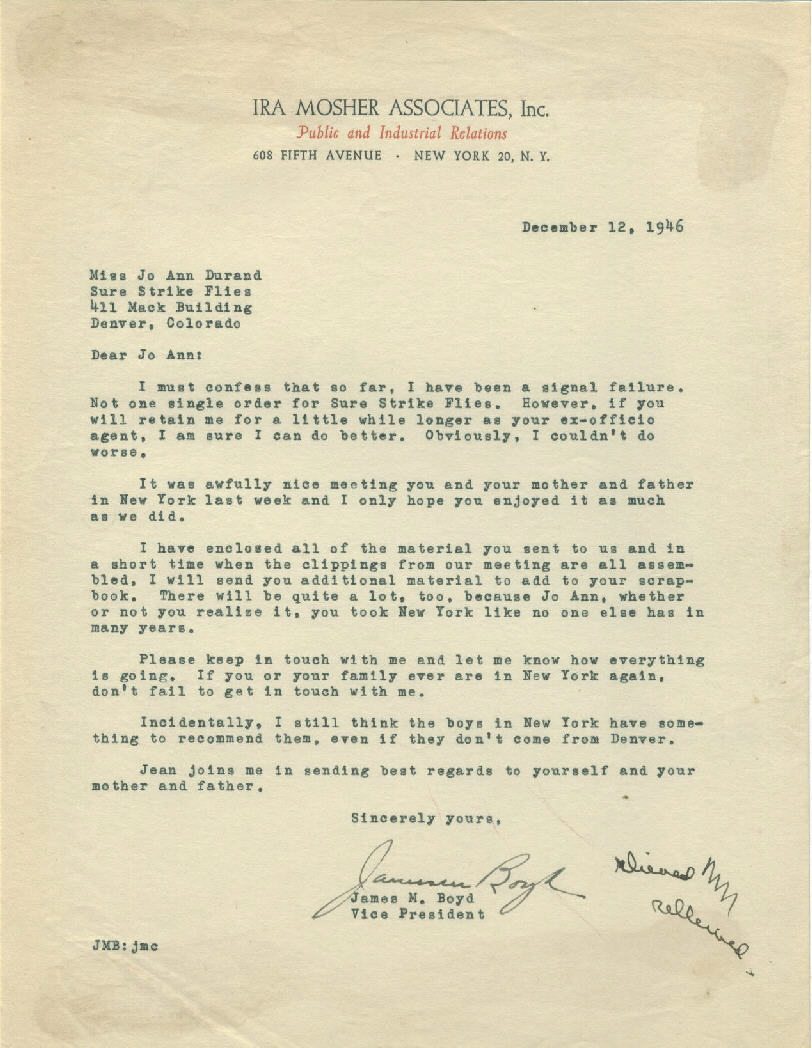 IRA MOSHER ASSOCIATES, Inc.
Public and Industrial Relations
608 FIFTH AVENUE · NEW YORK 20, N. Y.
December 12, 1946
Miss Jo Ann Durand
Sure Strike Flies
411 Mack Building
Denver, Colorado
Dear Jo Ann:
I must confess that so far, I have been a signal failure.
Not one single order for Sure Strike Flies. However, if you
will retain me for a little while longer as your ex-officio
agent, I am sure I can do better. Obviously, I couldn't do
worse.
It was awfully nice meeting you and your mother and father
in New York last week and I only hope you enjoyed it as much
as we did.
I have enclosed all of the material you sent to us and in
a short time when the clippings from our meeting are all assem-
bled, I will send you additional material to add to your scrap-
book. There will be quite a lot, too, because Jo Ann, whether
or not you realize it, you took New York like no one else has in
many years.
Please keep in touch with me and let me know how everything
is going. If you or your family ever are in New York again,
don't fail to get in touch with me.
Incidentally, I still think the boys in New York have some-
thing to recommend them, even if they don't come from Denver.
Jean joins me in sending best regards to yourself and your
mother and father.
Sincerely yours,
James M. Boyd
Vice President
JMB:jmc